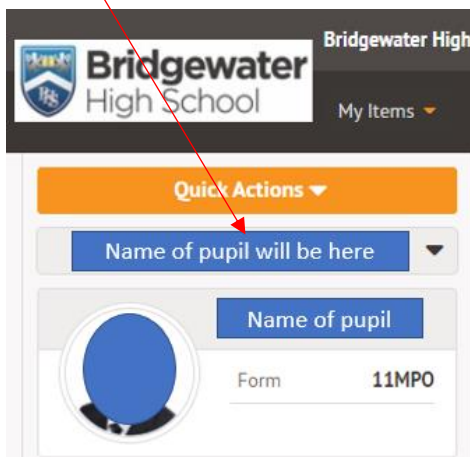 Bridgewater High
Bridgewater
High School
My Items
Quick Actions
Name of pupil will be here
Name of pupil
Form 11MPO